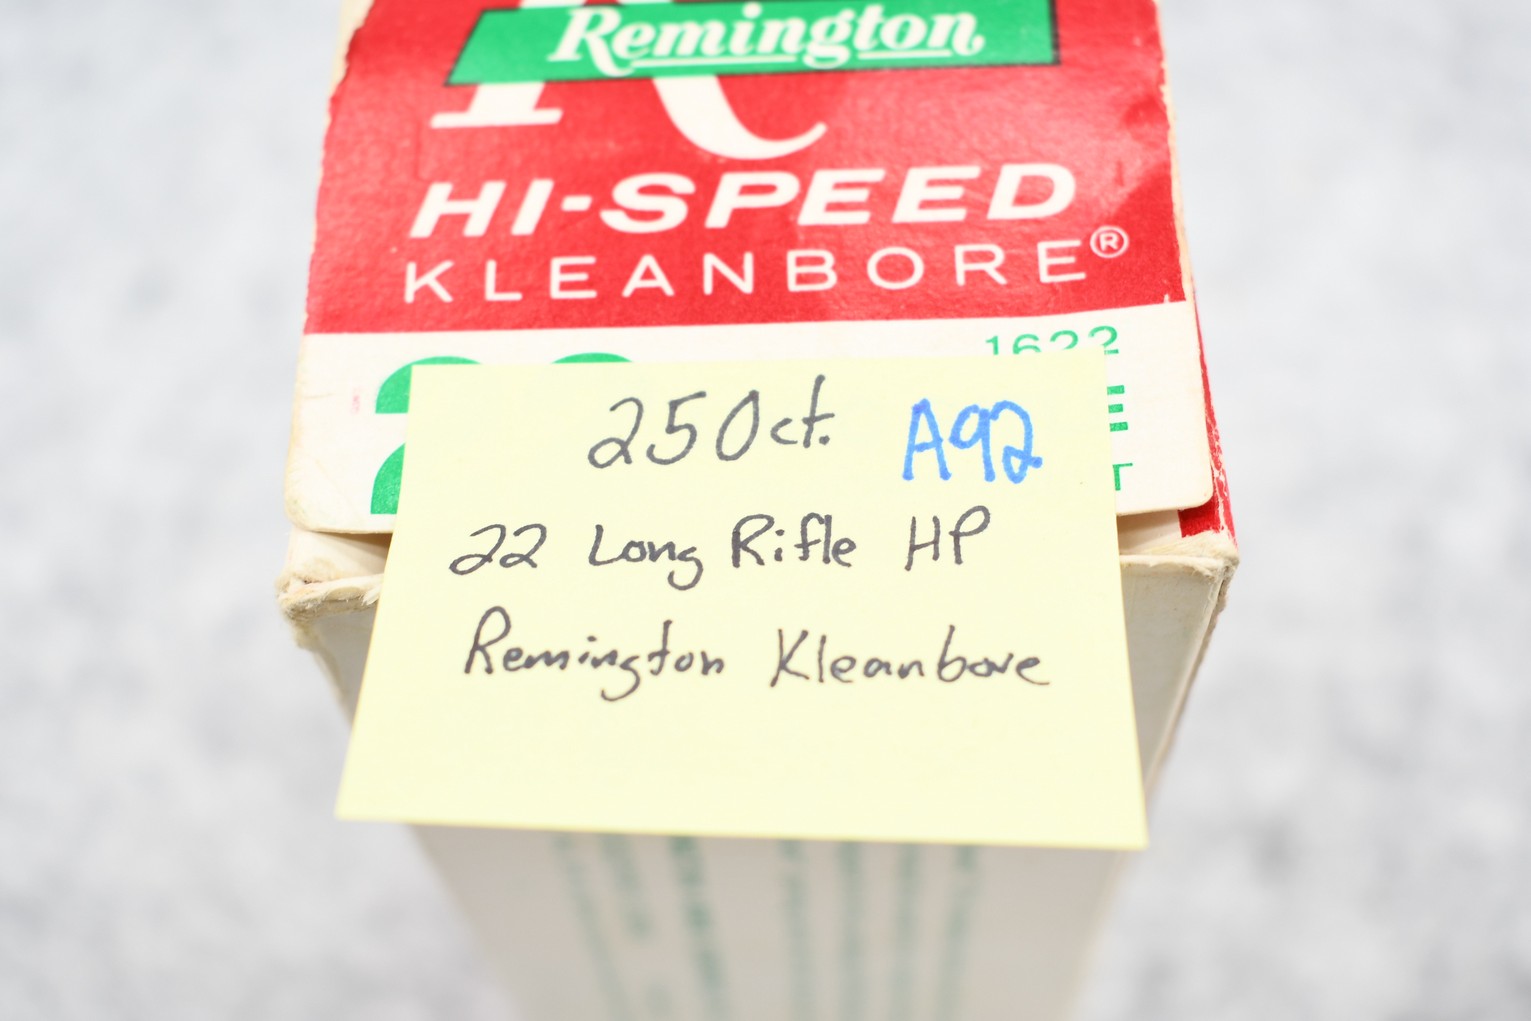 Remington
HI-SPEED
KLEANBORE®
1622
250ct. A92
22 Long Rifle HP
Remington Kleanbore